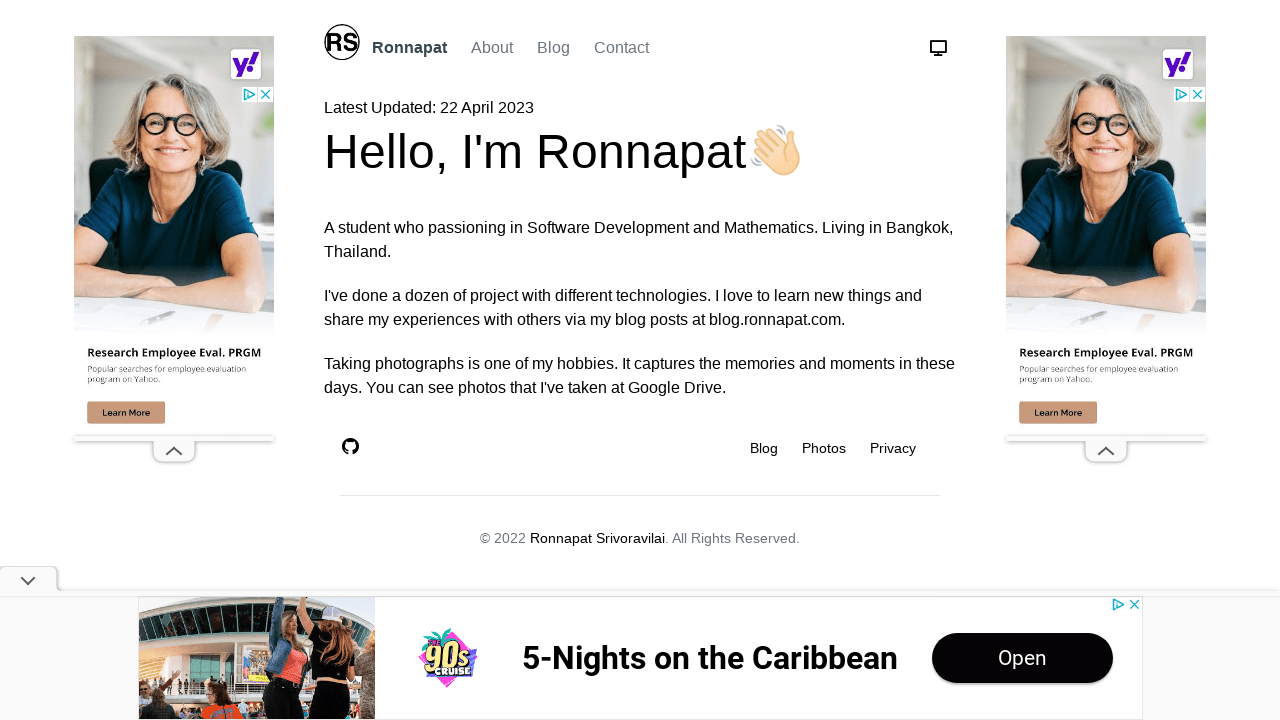 RS
Ronnapat About Blog Contact
Latest Updated: 22 April 2023
Hello, I'm Ronnapat
A student who passioning in Software Development and Mathematics. Living in Bangkok,
Thailand.
I've done a dozen of project with different technologies. I love to learn new things and
share my experiences with others via my blog posts at blog.ronnapat.com.
Taking photographs is one of my hobbies. It captures the memories and moments in these
days. You can see photos that I've taken at Google Drive.
Blog Photos Privacy
© 2022 Ronnapat Srivoravilai. All Rights Reserved.
y!
Research Employee Eval. PRGM
Popular searches for employee evaluation
program on Yahoo.
Learn More
y!
Research Employee Eval. PRGM
Popular searches for employee evaluation
program on Yahoo.
Learn More
THE
90s
CRUISE
5-Nights on the Caribbean
Open